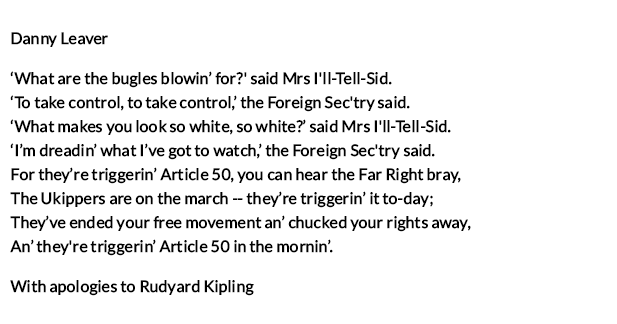 Danny Leaver
‘What are the bugles blowin’ for?' said Mrs I'll-Tell-Sid.
‘To take control, to take control,’ the Foreign Sec'try said.
‘What makes you look so white, so white?’ said Mrs I'll-Tell-Sid.
‘I’m dreadin’ what I’ve got to watch,’ the Foreign Sec'try said.
For they’re triggerin’ Article 50, you can hear the Far Right bray,
The Ukippers are on the march -- they’re triggerin’ it to-day;
They’ve ended your free movement an’ chucked your rights away,
An’ they're triggerin’ Article 50 in the mornin’.
With apologies to Rudyard Kipling